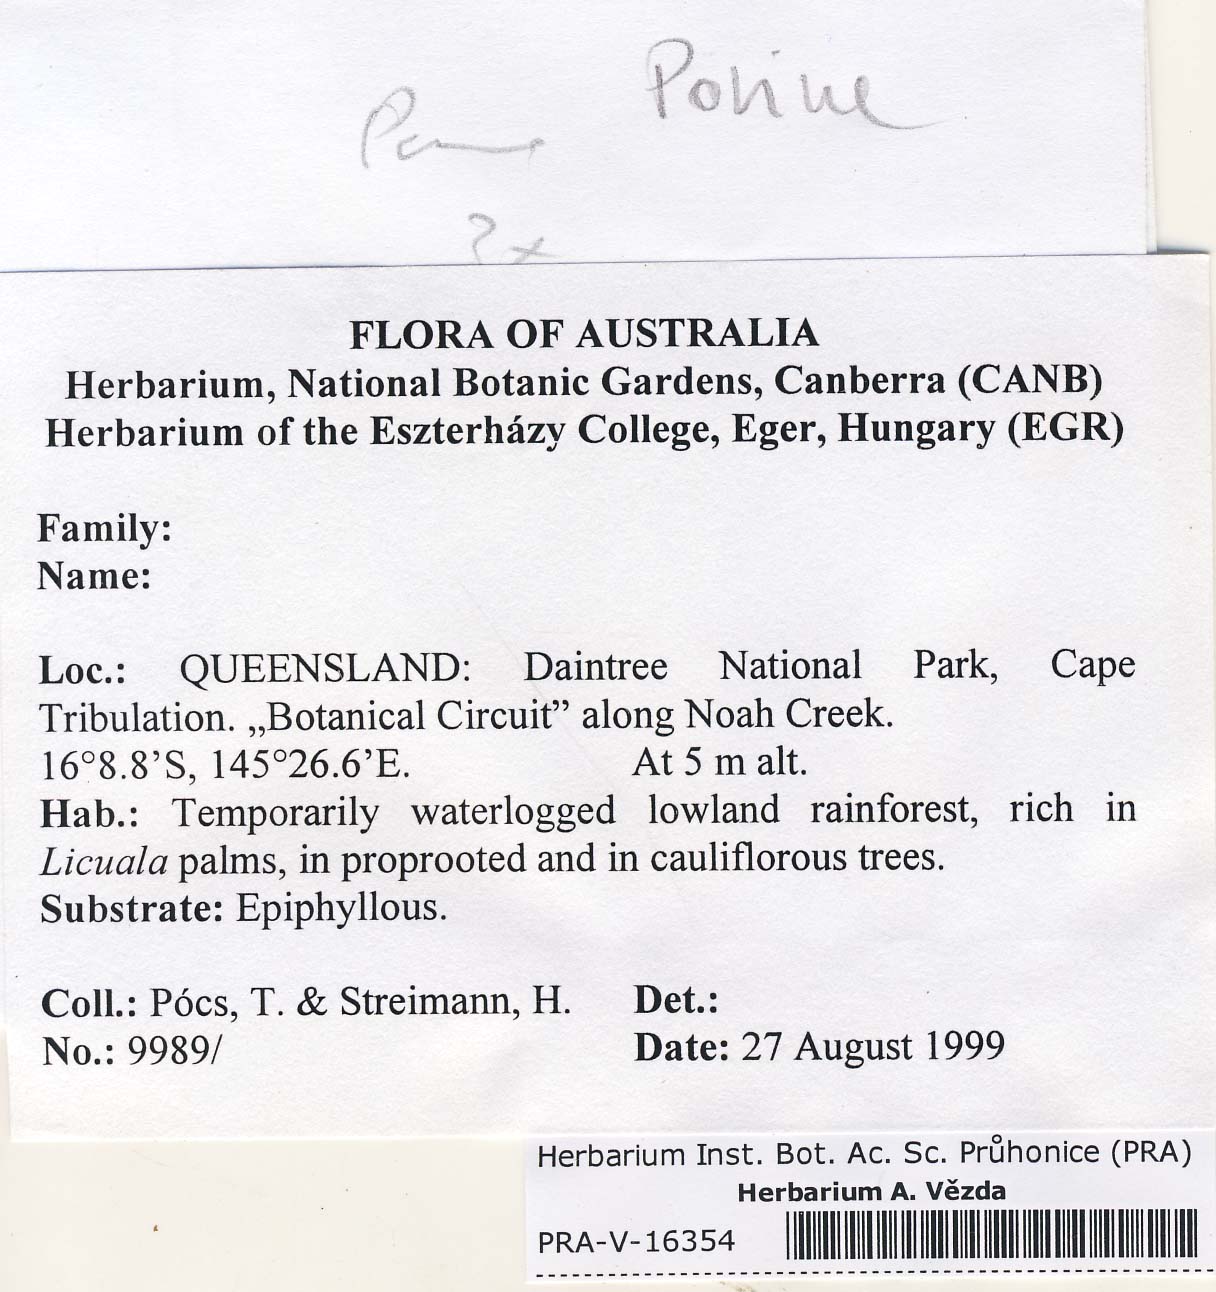 Porine
2x
FLORA OF AUSTRALIA
Herbarium, National Botanic Gardens, Canberra (CANB)
Herbarium of the Eszterházy College, Eger, Hungary (EGR)
Family:
Name:
Loc.: QUEENSLAND: Daintree National Park, Cape
Tribulation. „Botanical Circuit” along Noah Creek.
16°8.8’S, 145°26.6’E. At 5 m alt.
Hab.: Temporarily waterlogged lowland rainforest, rich in
Licuala palms, in proprooted and in cauliflorous trees.
Substrate: Epiphyllous.
Coll.: Pócs, T. & Streimann, H. Det.:
No.: 9989/ Date: 27 August 1999
Herbarium Inst. Bot. Ac. Sc. Průhonice (PRA)
Herbarium A. Vězda
PRA-V-16354